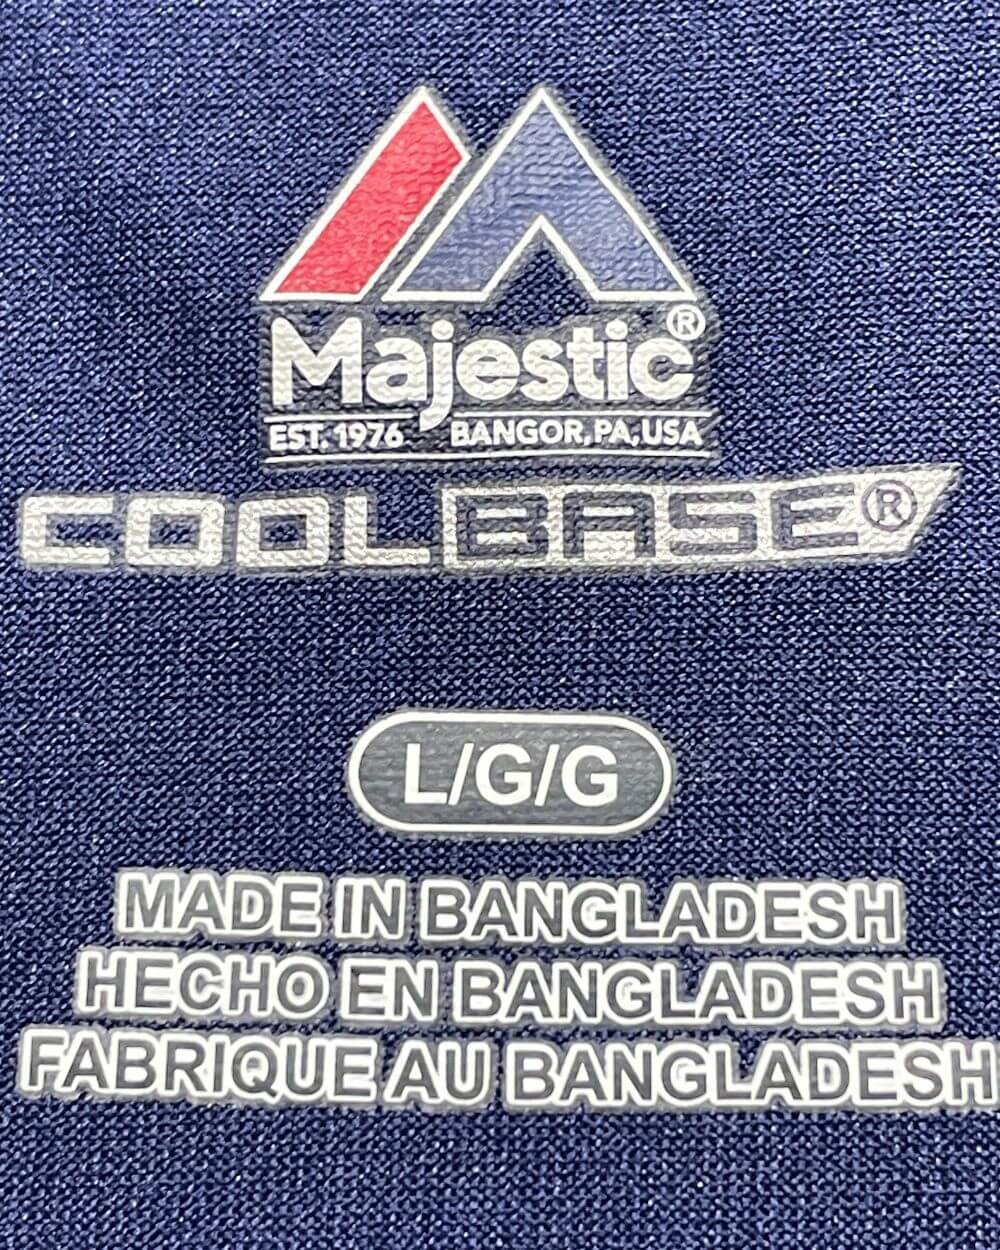 Majestic®
EST. 1976 BANGOR, PA, USA
COOLBASE®
L/G/G
MADE IN BANGLADESH
HECHO EN BANGLADESH
FABRIQUE AU BANGLADESH